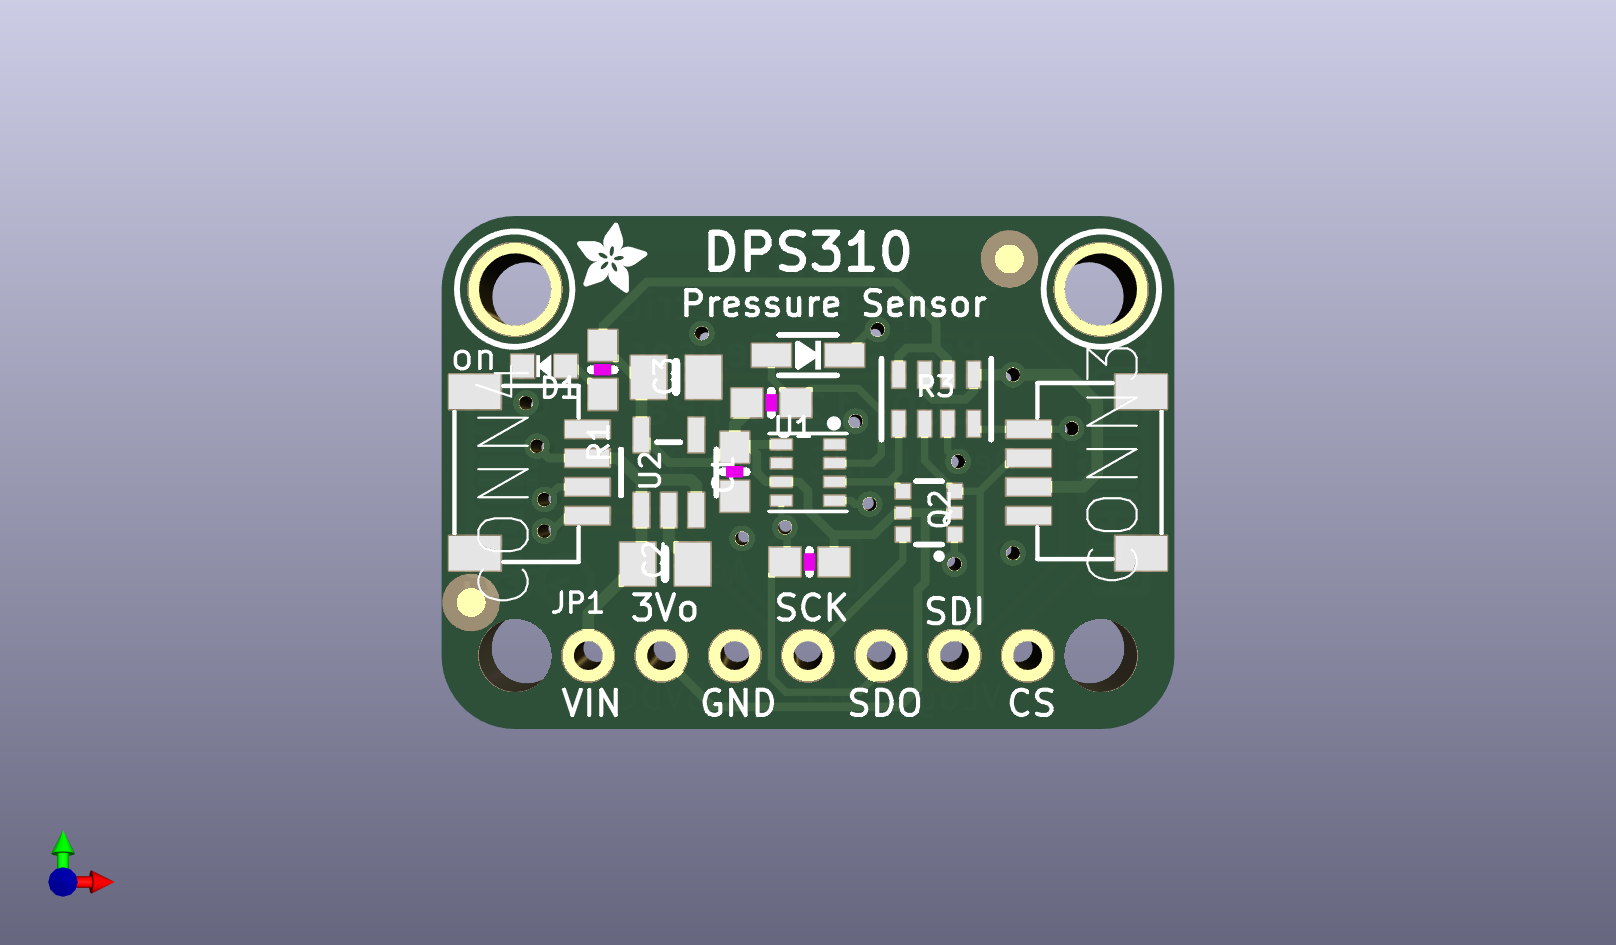 DPS310
Pressure Sensor
on
D1
C3
R3
U1
R1
U2
C1
Q2
C2
CONN4
CONN3
JP1
3Vo
SCK
SDI
VIN
GND
SDO
CS